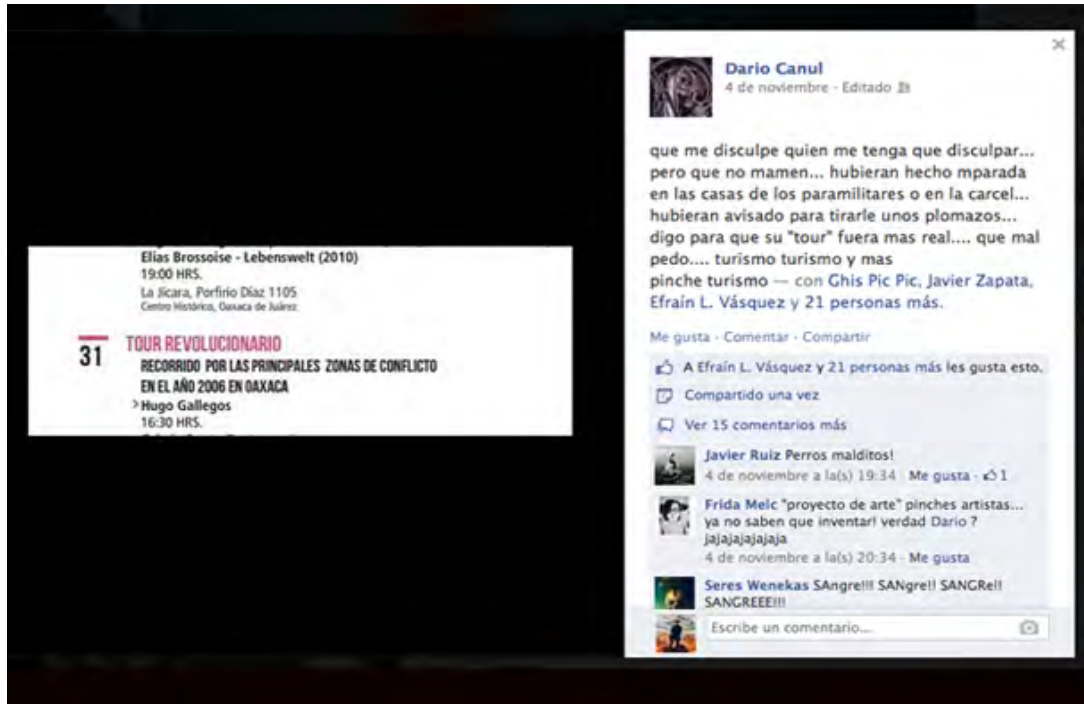 Elias Brossoise - Lebenswelt (2010)
19:00 HRS.
La Jícara, Porfirio Díaz 1105
Centro Histórico, Oaxaca de Juárez
31
TOUR REVOLUCIONARIO
RECORRIDO POR LAS PRINCIPALES ZONAS DE CONFLICTO
EN EL AÑO 2006 EN OAXACA
>Hugo Gallegos
16:30 HRS.
Dario Canul
4 de noviembre · Editado
que me disculpe quien me tenga que disculpar...
pero que no mamen... hubieran hecho mparada
en las casas de los paramilitares o en la carcel...
hubieran avisado para tirarle unos plomazos...
digo para que su "tour" fuera mas real.... que mal
pedo.... turismo turismo y mas
pinche turismo — con Ghis Pic Pic, Javier Zapata,
Efraín L. Vásquez y 21 personas más.
Me gusta · Comentar · Compartir
A Efraín L. Vásquez y 21 personas más les gusta esto.
Compartido una vez
Ver 15 comentarios más
Javier Ruiz Perros malditos!
4 de noviembre a la(s) 19:34 · Me gusta · 1
Frida Melc "proyecto de arte" pinches artistas...
ya no saben que inventar! verdad Dario ?
jajajajajajaja
4 de noviembre a la(s) 20:34 · Me gusta
Seres Wenekas SAngre!!! SANgre!! SANGRe!!
SANGREEE!!!
Escribe un comentario...